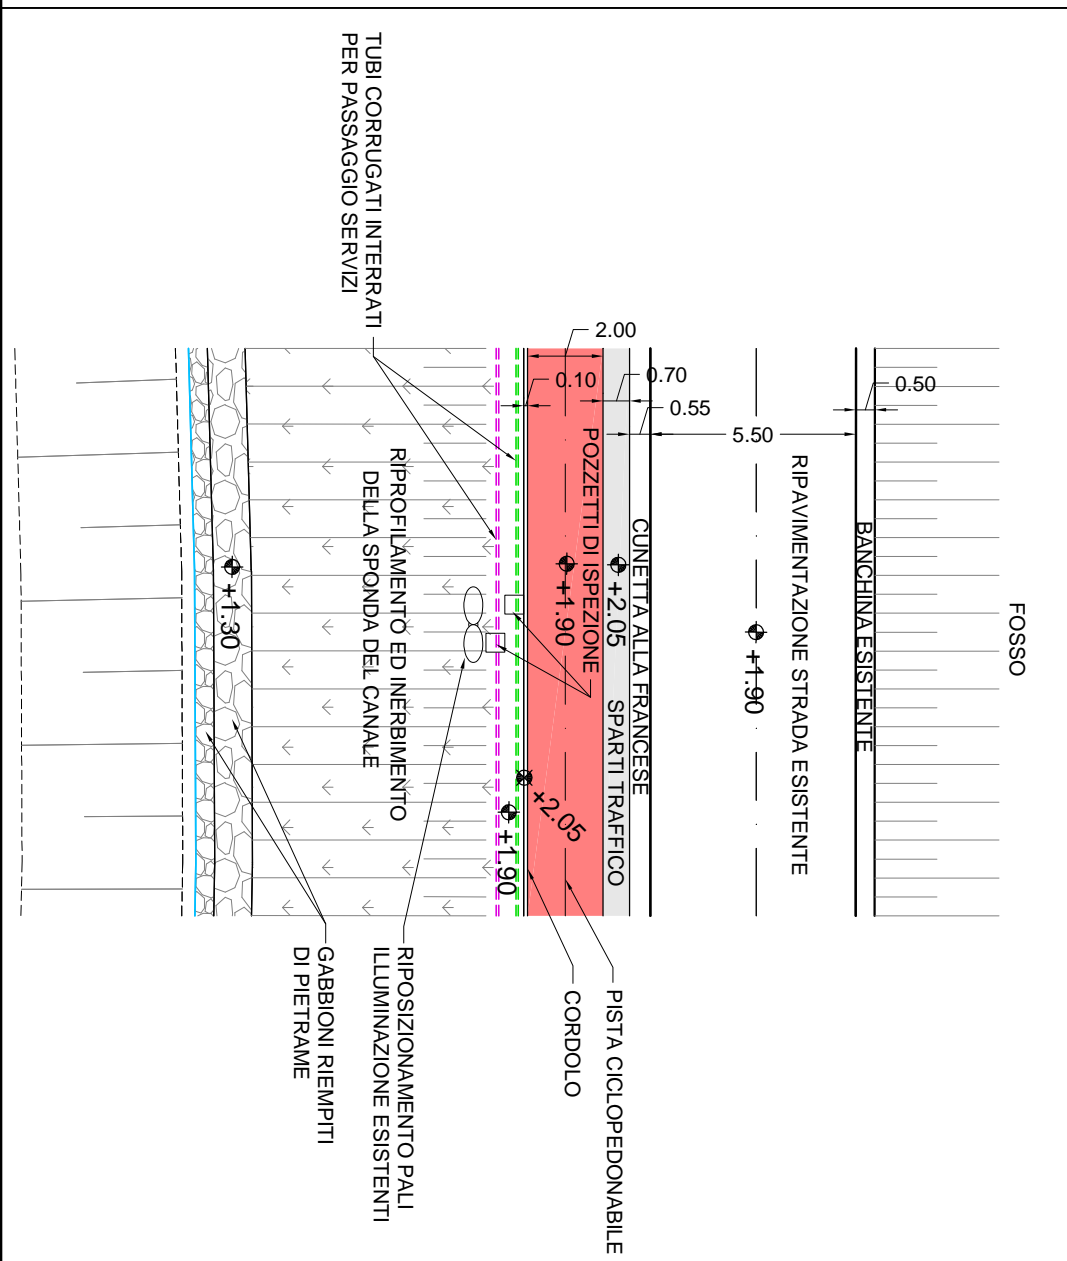 FOSSO
0.50
BANCHINA ESISTENTE
5.50
RIPAVIMENTAZIONE STRADA ESISTENTE
+1.90
0.55
CUNETTA ALLA FRANCESE
0.70
+2.05
SPARTI TRAFFICO
2.00
POZZETTI DI ISPEZIONE
+1.90
PISTA CICLOPEDONABILE
0.10
+2.05
CORDOLO
+1.90
TUBI CORRUGATI INTERRATI
PER PASSAGGIO SERVIZI
RIPROFILAMENTO ED INERBIMENTO
DELLA SPONDA DEL CANALE
RIPOSIZIONAMENTO PALI
ILLUMINAZIONE ESISTENTI
GABBIONI RIEMPITI
DI PIETRAME
+1.30